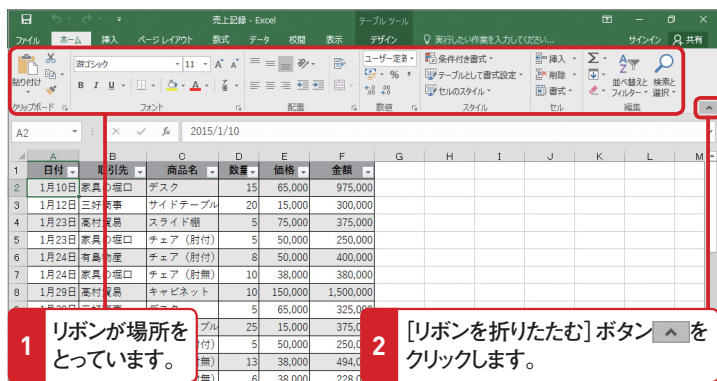 売上記録 - Excel テーブル ツール
ファイル ホーム 挿入 ページ レイアウト 数式 データ 校閲 表示 デザイン 実行したい作業を入力してください... サインイン 共有
貼り付け
游ゴシック 11 A A
B I U A
ユーザー定義
% ,
条件付き書式
テーブルとして書式設定
セルのスタイル
挿入
削除
書式
Σ
並べ替えと フィルター
検索と 選択
クリップボード フォント 配置 数値 スタイル セル 編集
A2 fx 2015/1/10
A B C D E F G H I J K L M
1 日付 取引先 商品名 数量 価格 金額
2 1月10日 家具の堀口 デスク 15 65,000 975,000
3 1月12日 三好商事 サイドテーブル 20 15,000 300,000
4 1月23日 高村貿易 スライド棚 5 75,000 375,000
5 1月23日 家具の堀口 チェア（肘付） 5 50,000 250,000
6 1月24日 有島物産 チェア（肘付） 8 50,000 400,000
7 1月24日 家具の堀口 チェア（肘無） 10 38,000 380,000
8 1月29日 高村貿易 キャビネット 10 150,000 1,500,000
5 65,000 325,000
ブル 25 15,000 375,0
付） 5 50,000 250,0
無） 13 38,000 494,0
無） 6 38,000 228,0
1 リボンが場所を
とっています。
2 [リボンを折りたたむ] ボタン を
クリックします。